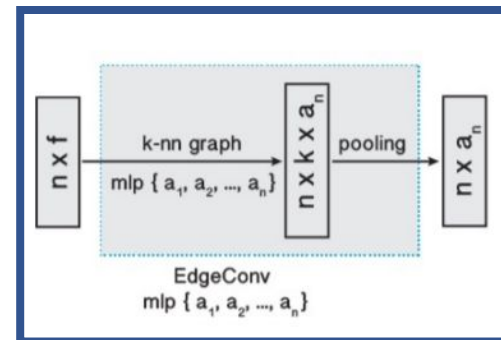 n x f
k-nn graph
mlp { a₁, a₂, ..., aₙ}
n x k x aₙ
pooling
n x aₙ
EdgeConv
mlp { a₁, a₂, ..., aₙ}